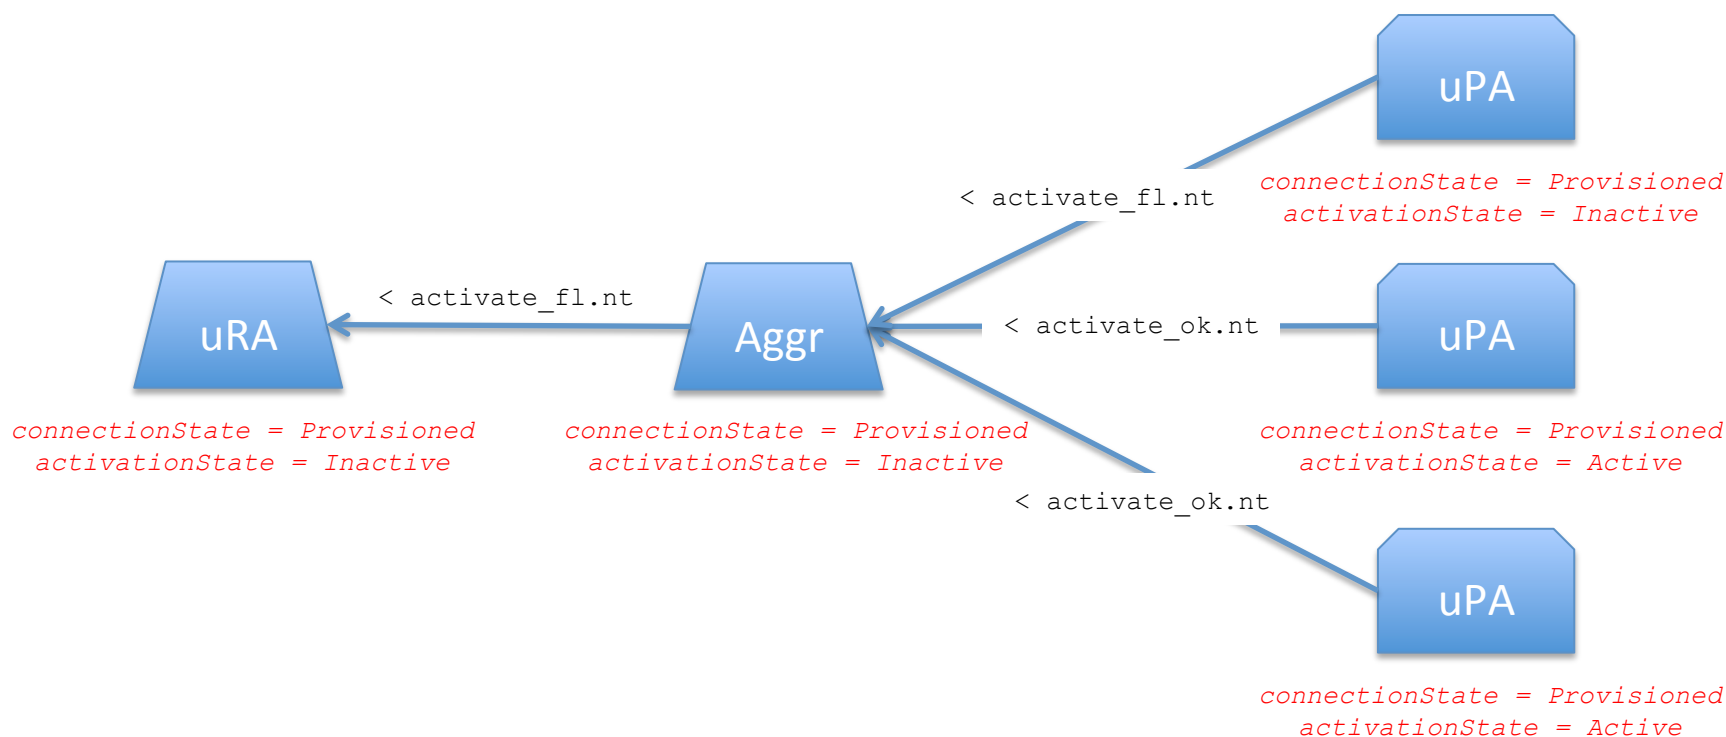 uPA
< activate_fl.nt
connectionState = Provisioned
activationState = Inactive
uRA
< activate_fl.nt
Aggr
< activate_ok.nt
uPA
connectionState = Provisioned
activationState = Inactive
connectionState = Provisioned
activationState = Inactive
connectionState = Provisioned
activationState = Active
< activate_ok.nt
uPA
connectionState = Provisioned
activationState = Active